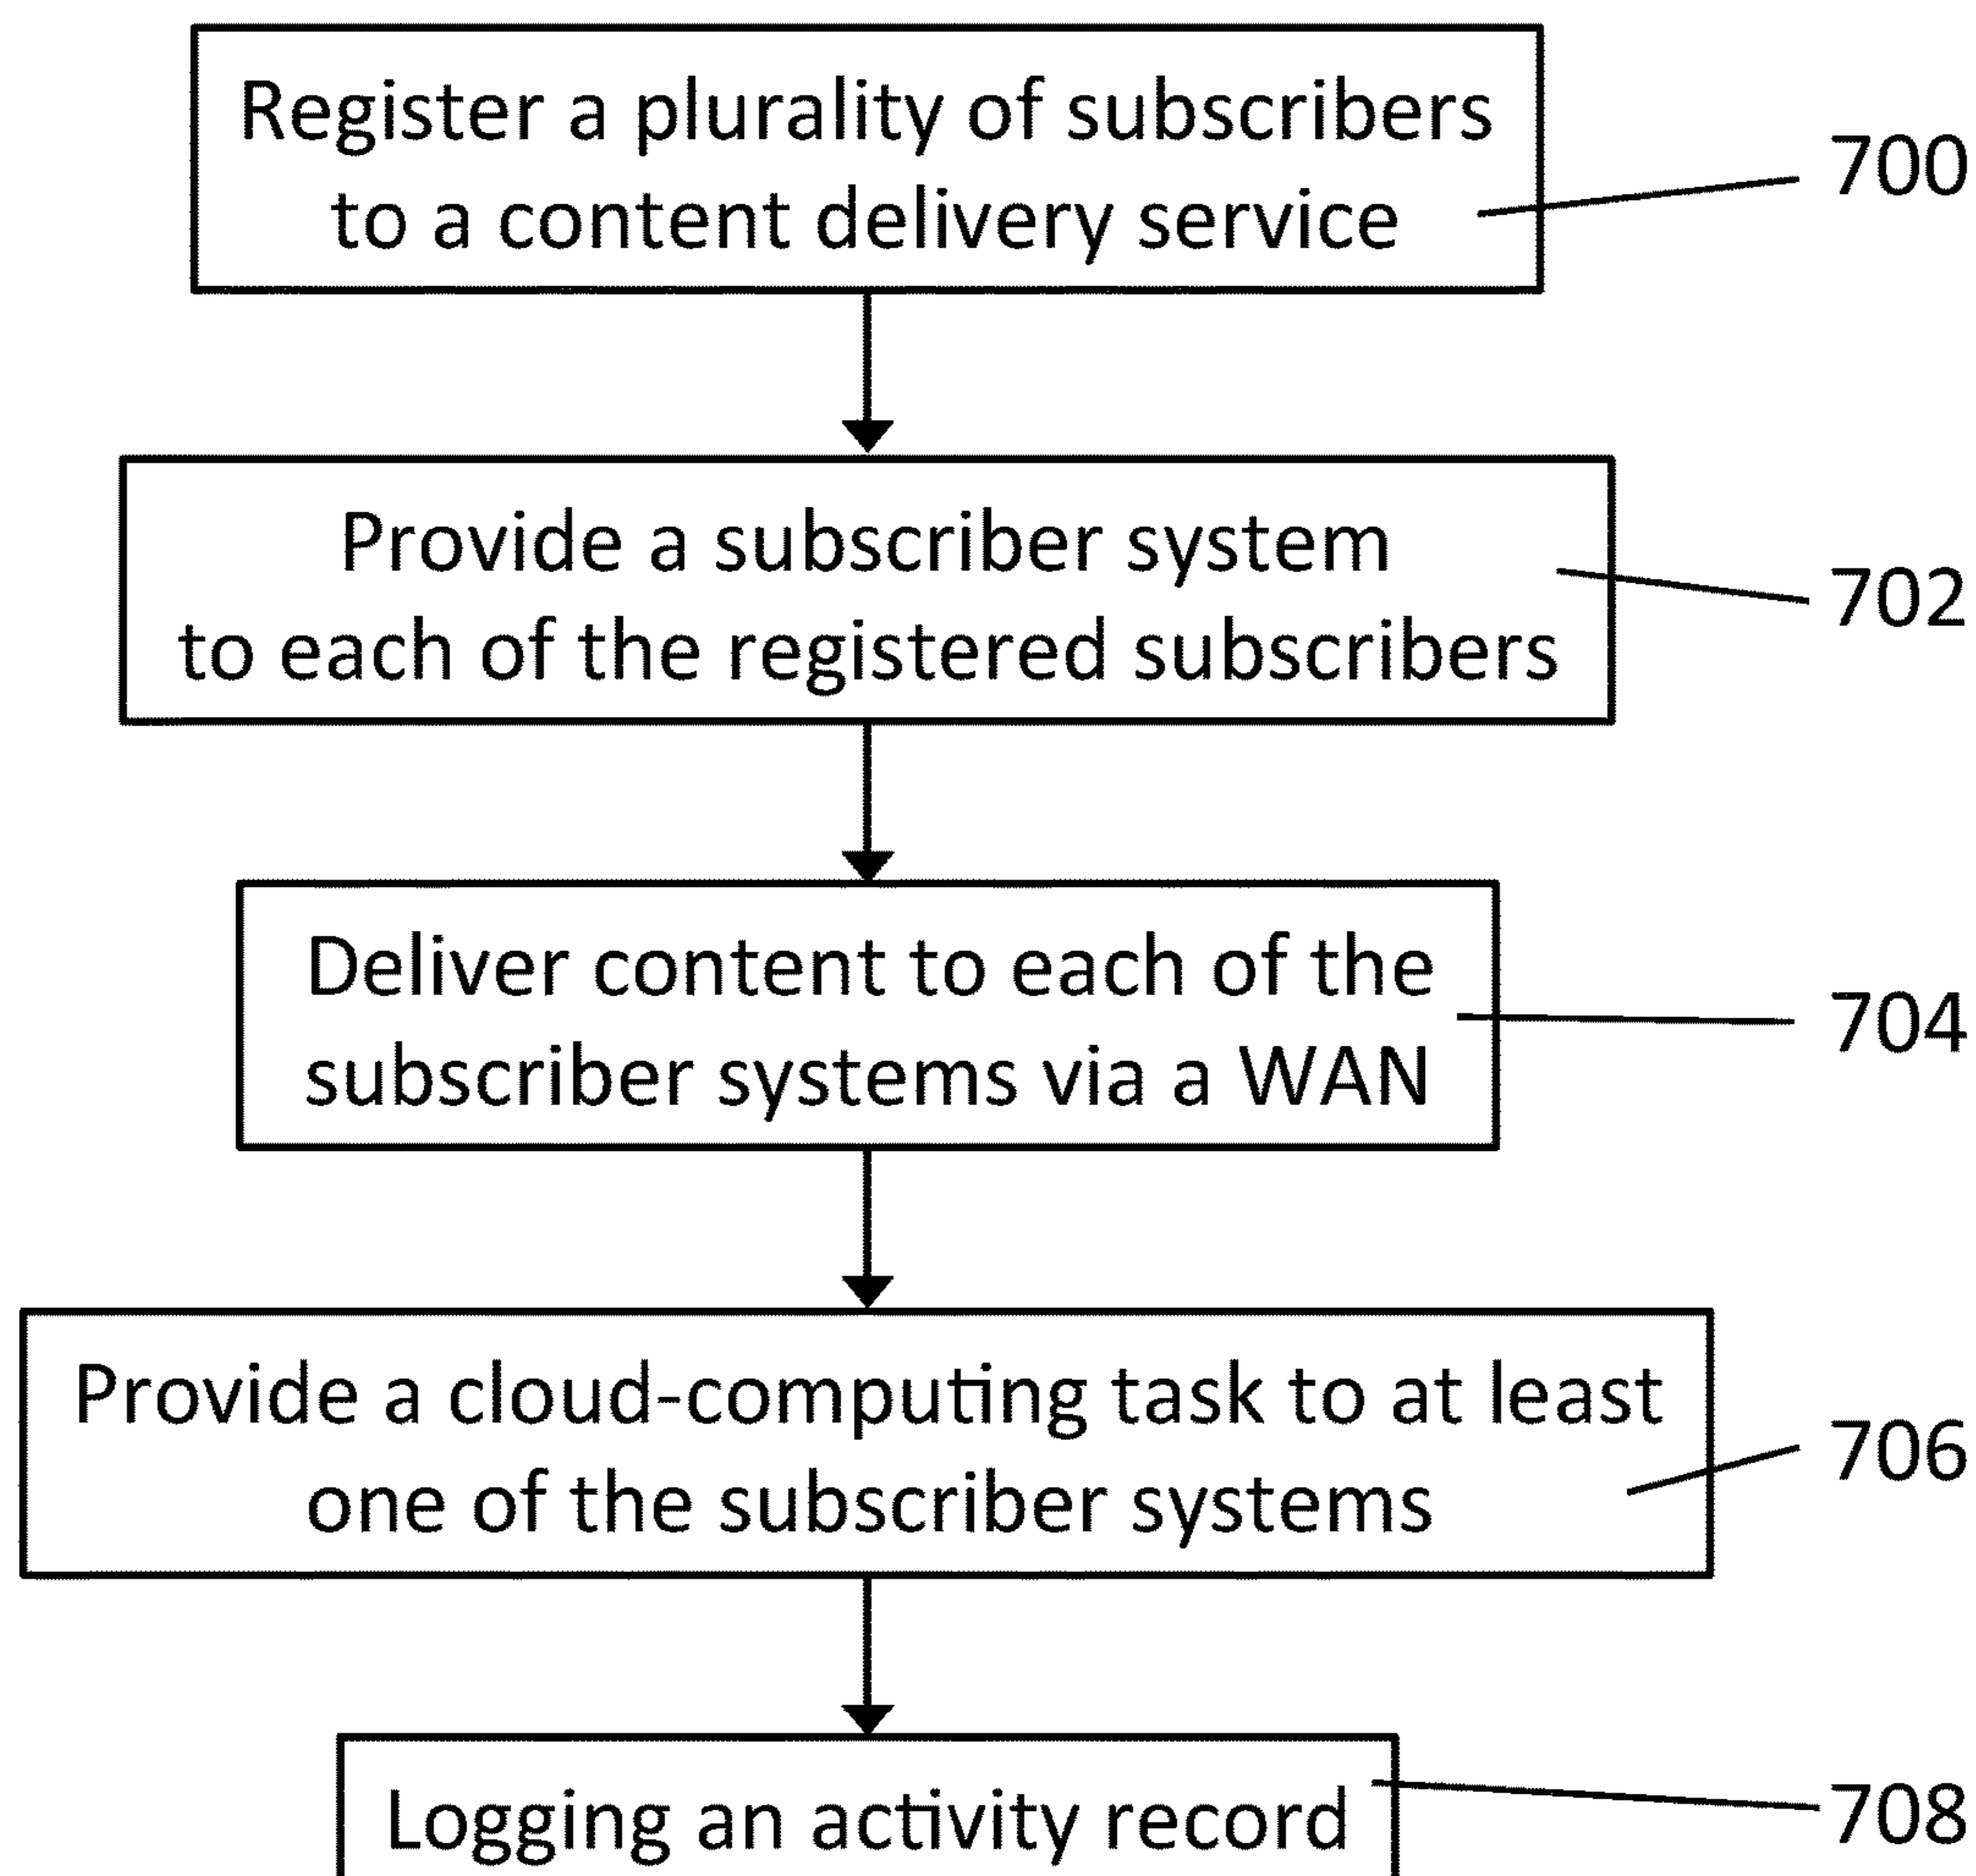 Register a plurality of subscribers
to a content delivery service
700
Provide a subscriber system
to each of the registered subscribers
702
Deliver content to each of the
subscriber systems via a WAN
704
Provide a cloud-computing task to at least
one of the subscriber systems
706
Logging an activity record
708